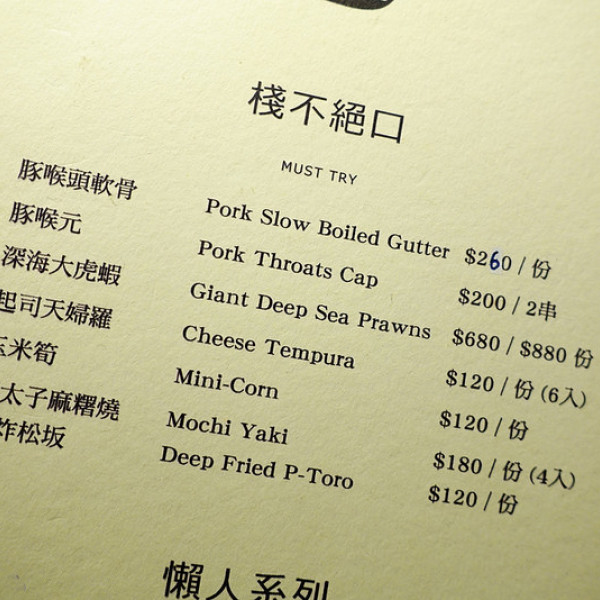 棧不絕口
MUST TRY
豚喉頭軟骨 Pork Slow Boiled Gutter $260 / 份
豚喉元 Pork Throats Cap $200 / 2串
深海大虎蝦 Giant Deep Sea Prawns $680 / $880 份
起司天婦羅 Cheese Tempura $120 / 份 (6入)
玉米筍 Mini-Corn $120 / 份
太子麻糬燒 Mochi Yaki $180 / 份 (4入)
炸松坂 Deep Fried P-Toro $120 / 份
懶人系列